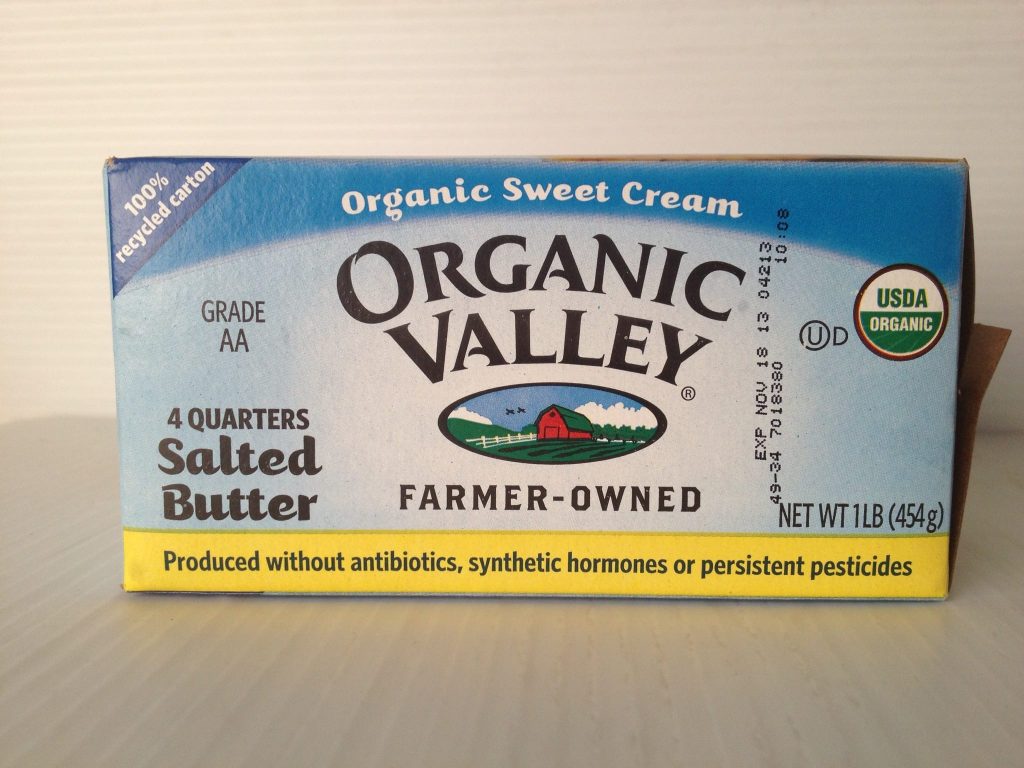 100%
recycled carton
Organic Sweet Cream
ORGANIC
VALLEY
®
FARMER-OWNED
GRADE
AA
4 QUARTERS
Salted
Butter
EXP NOV 18 13 04213
49-34 7018380 10:08
U D
USDA
ORGANIC
NET WT 1LB (454g)
Produced without antibiotics, synthetic hormones or persistent pesticides